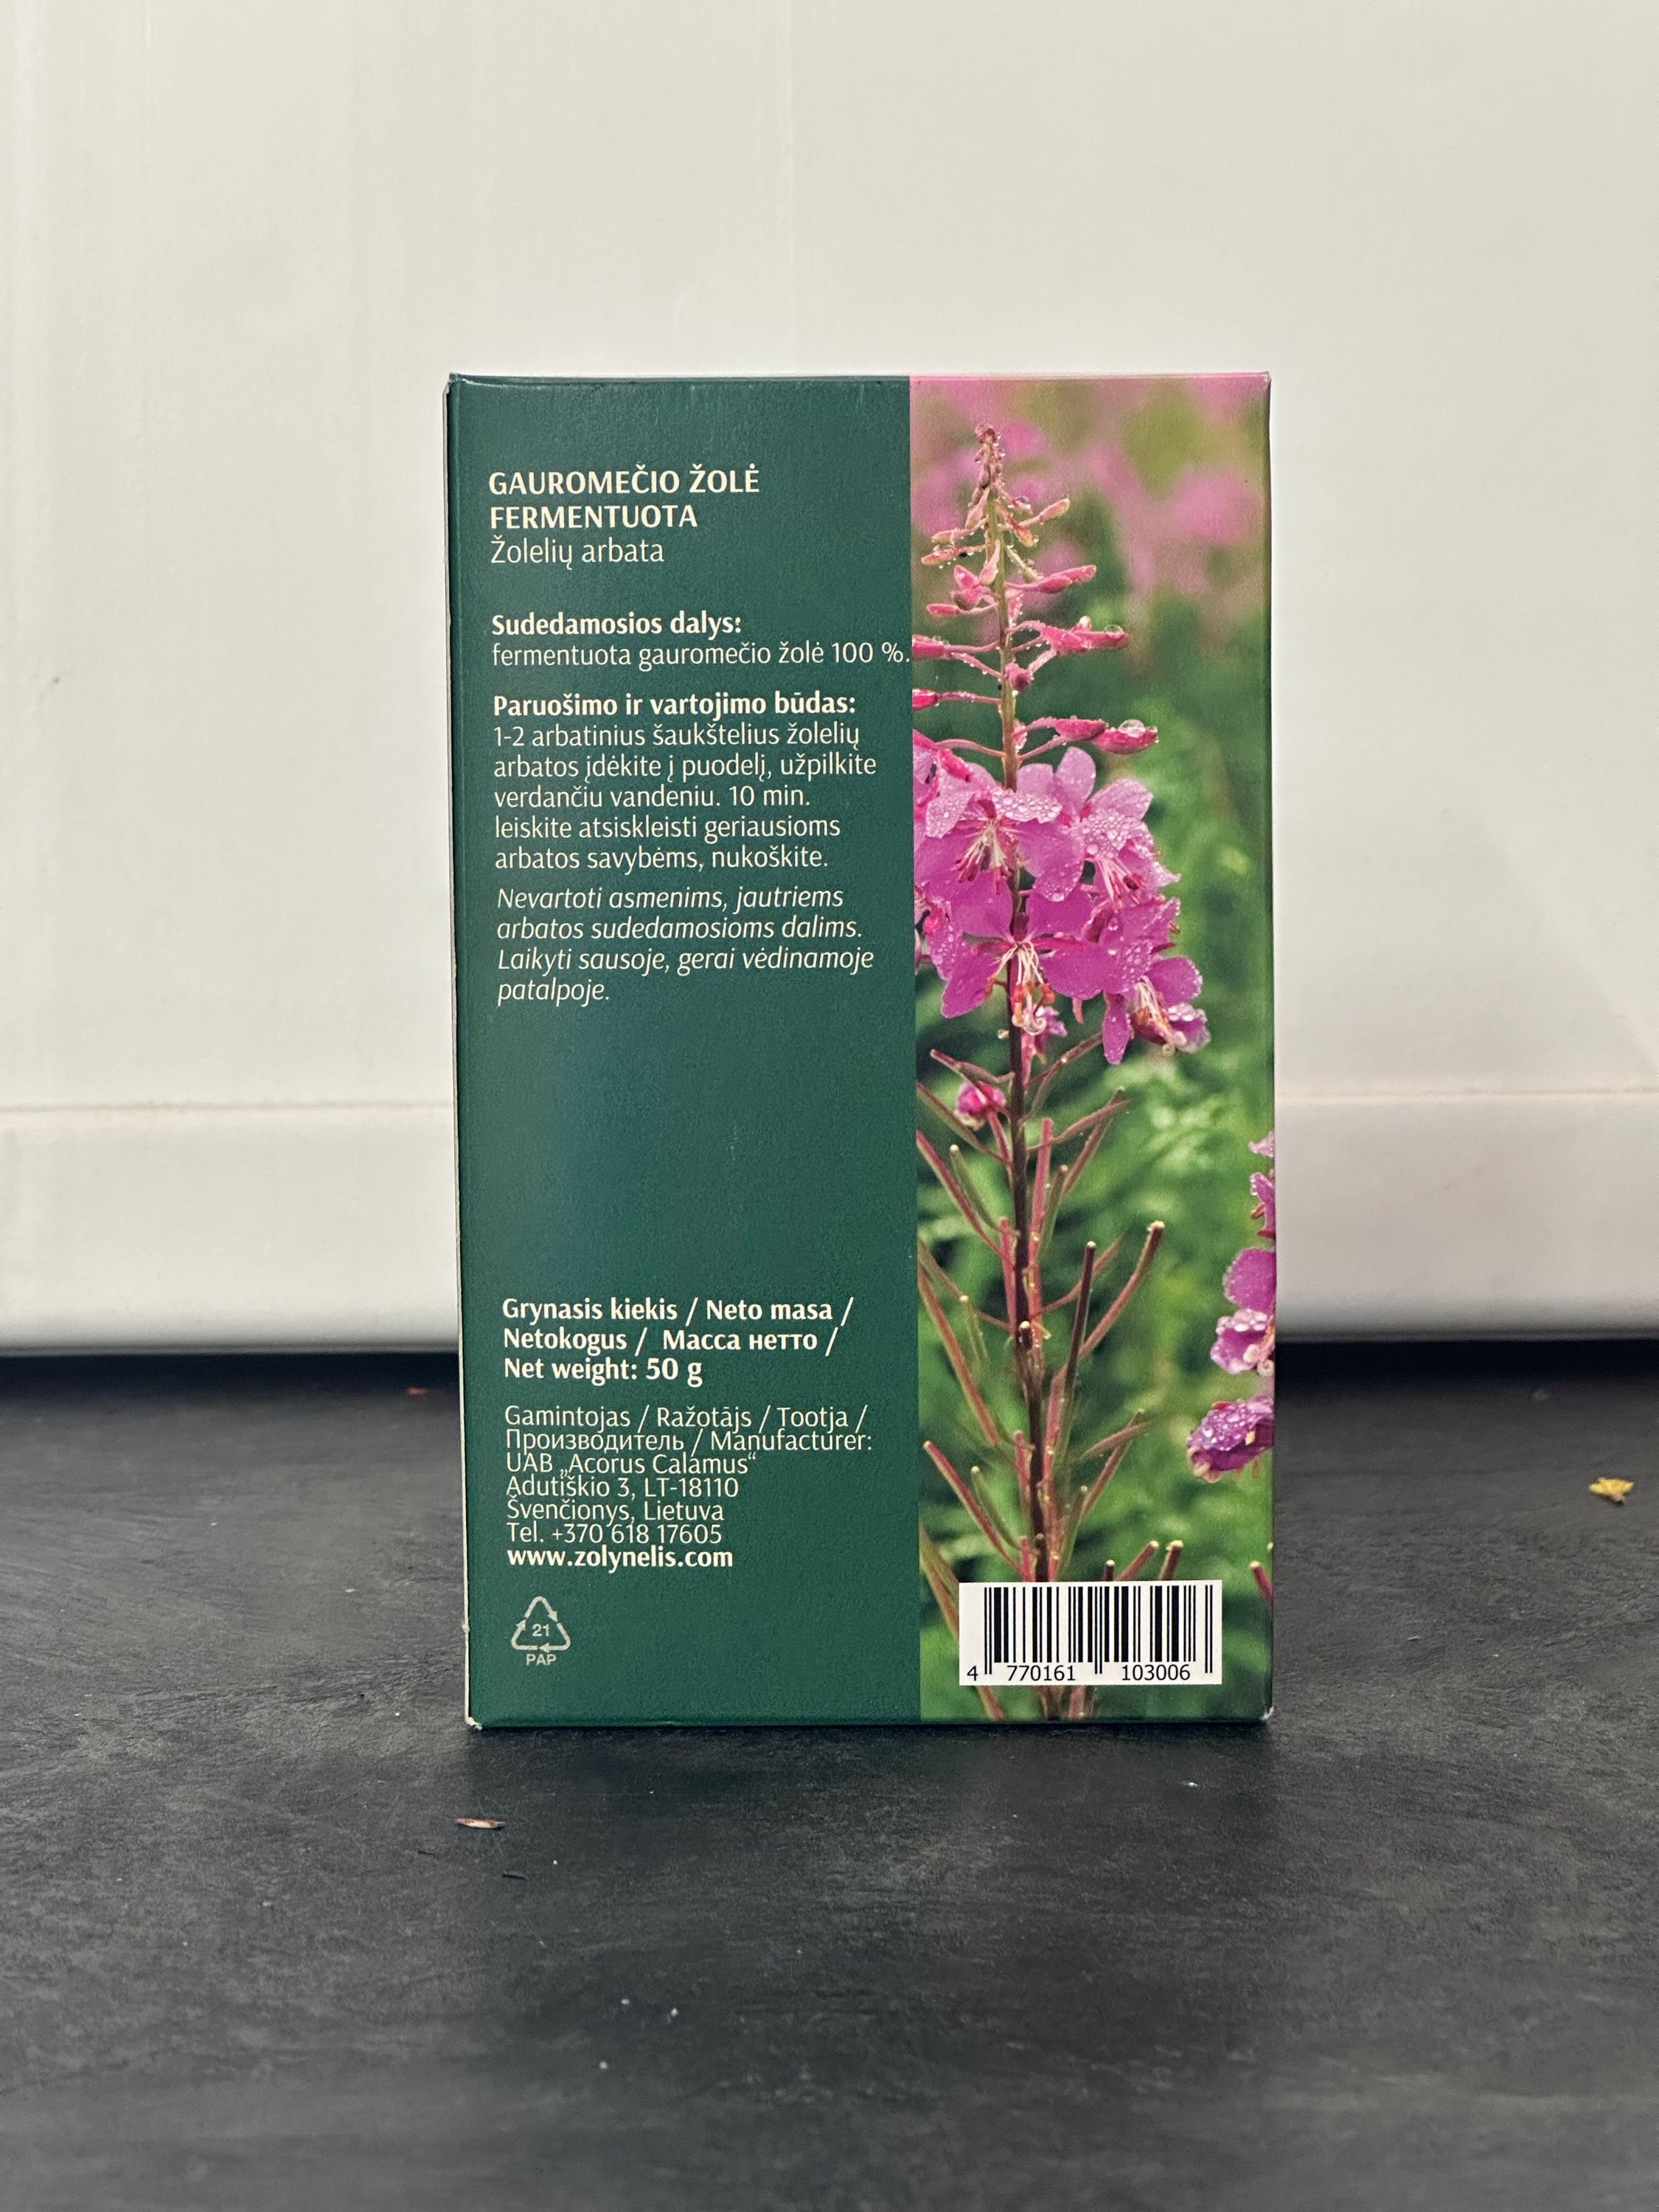 GAUROMEČIO ŽOLĖ
FERMENTUOTA
Žolelių arbata
Sudedamosios dalys:
fermentuota gauromečio žolė 100 %.
Paruošimo ir vartojimo būdas:
1-2 arbatinius šaukštelius žolelių
arbatos įdėkite į puodelį, užpilkite
verdančiu vandeniu. 10 min.
leiskite atsiskleisti geriausioms
arbatos savybėms, nukoškite.
Nevartoti asmenims, jautriems
arbatos sudedamosioms dalims.
Laikyti sausoje, gerai vėdinamoje
patalpoje.
Grynasis kiekis / Neto masa /
Netokogus / Масса нетто /
Net weight: 50 g
Gamintojas / Ražotājs / Tootja /
Производитель / Manufacturer:
UAB „Acorus Calamus“
Adutiškio 3, LT-18110
Švenčionys, Lietuva
Tel. +370 618 17605
www.zolynelis.com
21
PAP
4 770161 103006